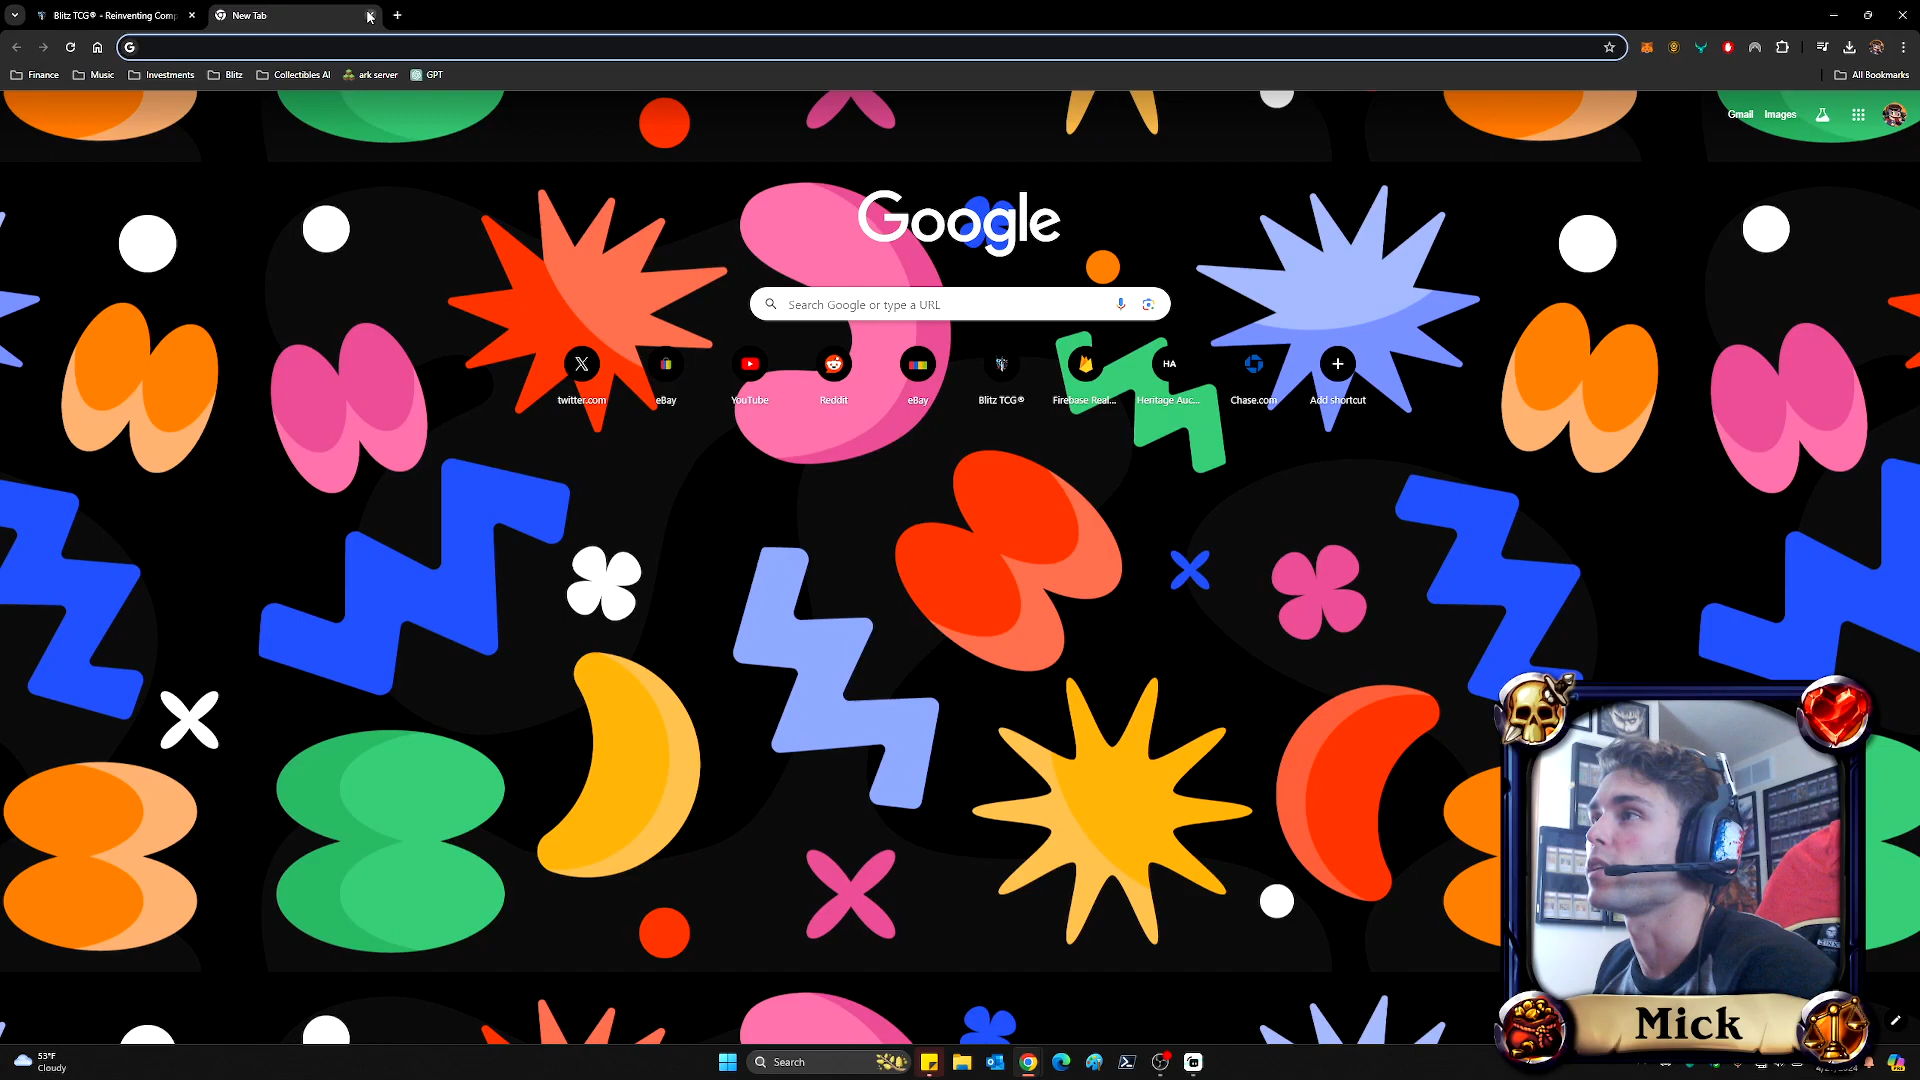 Blitz TCG® - Reinventing Comp
New Tab
Finance
Music
Investments
Blitz
Collectibles AI
ark server
GPT
All Bookmarks
Gmail
Images
Google
Search Google or type a URL
twitter.com
eBay
YouTube
Reddit
eBay
Blitz TCG®
Firebase Real...
HA
Heritage Auc...
Chase.com
Add shortcut
Mick
53°F
Cloudy
Search